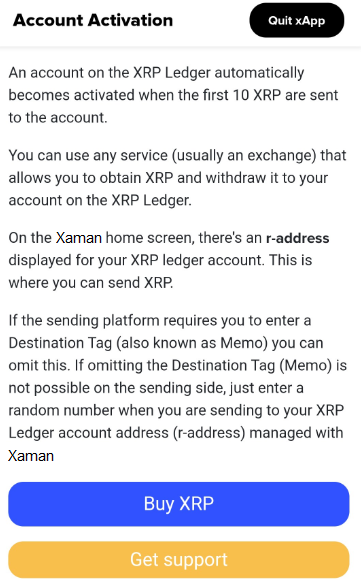 Account Activation
Quit xApp
An account on the XRP Ledger automatically
becomes activated when the first 10 XRP are sent
to the account.
You can use any service (usually an exchange) that
allows you to obtain XRP and withdraw it to your
account on the XRP Ledger.
On the Xaman home screen, there's an r-address
displayed for your XRP ledger account. This is
where you can send XRP.
If the sending platform requires you to enter a
Destination Tag (also known as Memo) you can
omit this. If omitting the Destination Tag (Memo) is
not possible on the sending side, just enter a
random number when you are sending to your XRP
Ledger account address (r-address) managed with
Xaman
Buy XRP
Get support